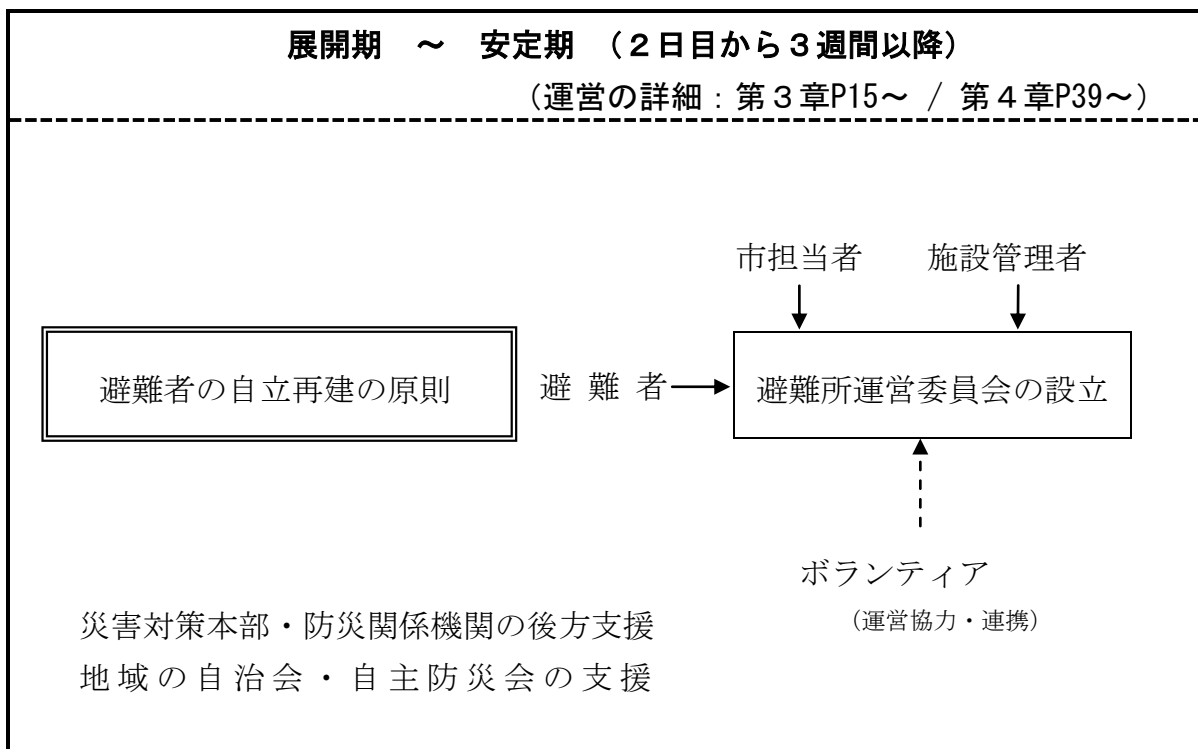 展開期　～　安定期　（２日目から３週間以降）
（運営の詳細：第３章P15～ / 第４章P39～）
市担当者　施設管理者
避難者の自立再建の原則　避難者　避難所運営委員会の設立
ボランティア
（運営協力・連携）
災害対策本部・防災関係機関の後方支援
地域の自治会・自主防災会の支援